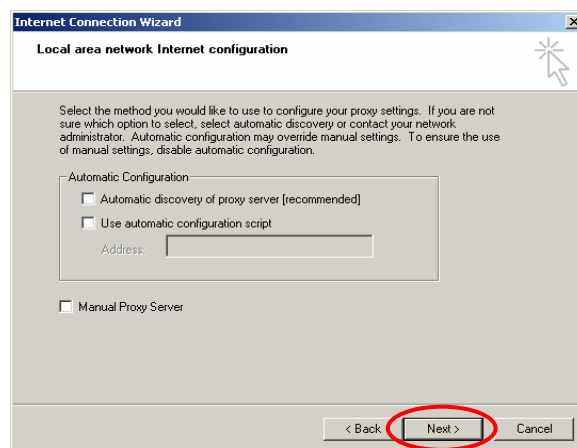 Internet Connection Wizard
Local area network Internet configuration
Select the method you would like to use to configure your proxy settings. If you are not
sure which option to select, select automatic discovery or contact your network
administrator. Automatic configuration may override manual settings. To ensure the use
of manual settings, disable automatic configuration.
Automatic Configuration
Automatic discovery of proxy server [recommended]
Use automatic configuration script
Address:
Manual Proxy Server
< Back Next > Cancel